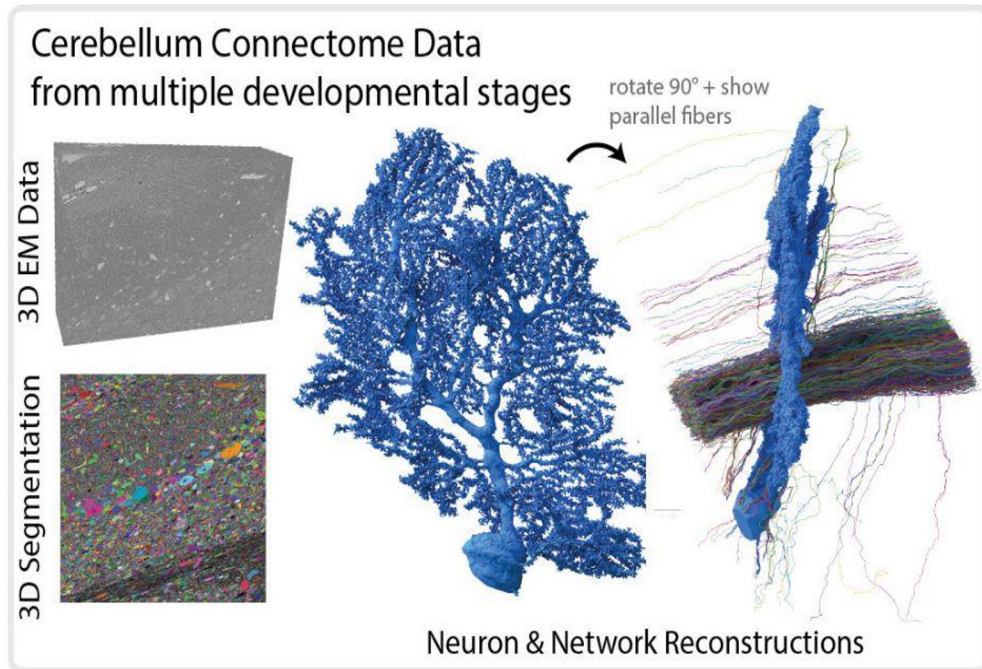 Cerebellum Connectome Data
from multiple developmental stages
rotate 90° + show
parallel fibers
3D EM Data
3D Segmentation
Neuron & Network Reconstructions